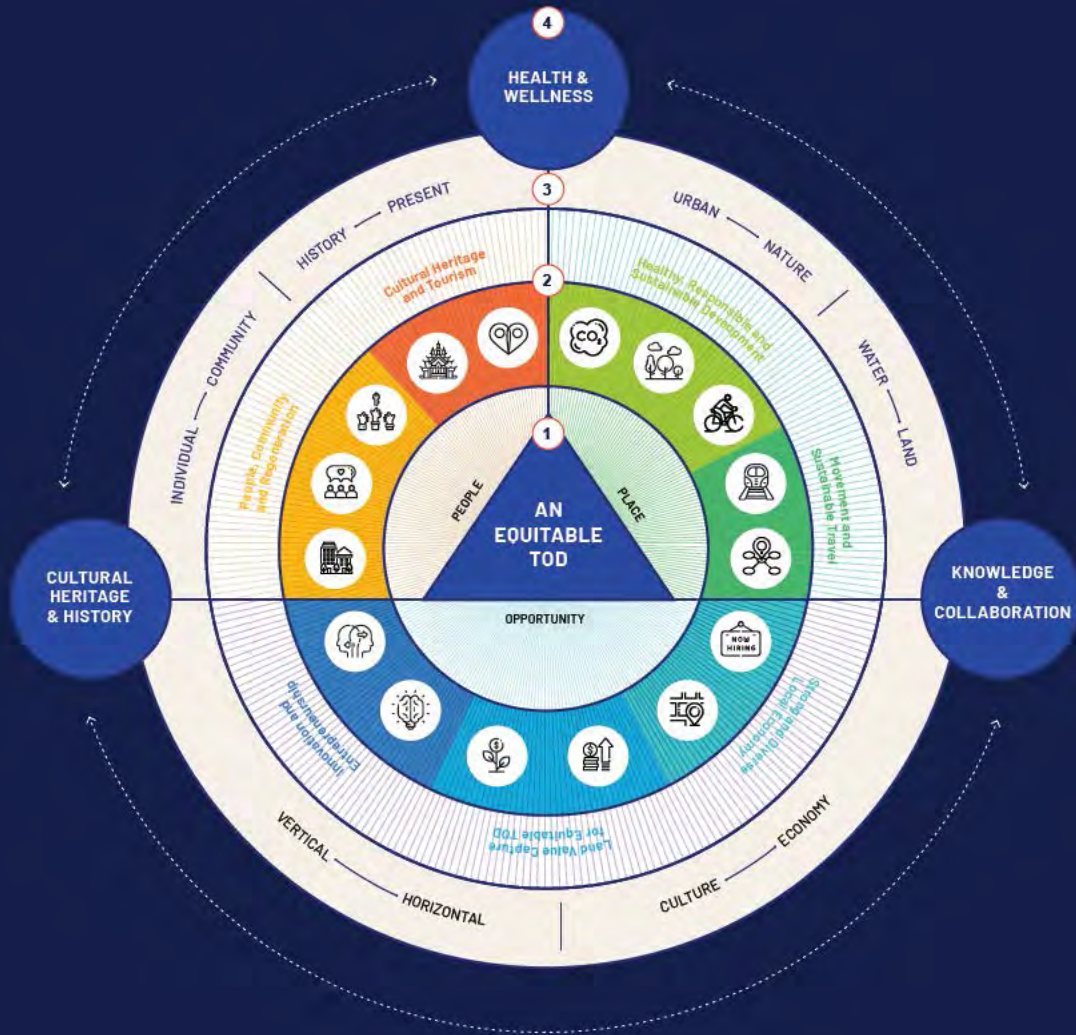 4
HEALTH &
WELLNESS
3
HISTORY — PRESENT
URBAN — NATURE
INDIVIDUAL — COMMUNITY
WATER — LAND
Cultural Heritage
and Tourism
2
Healthy, Responsible and
Sustainable Development
CO₂
People, Community
and Regeneration
Movement and
Sustainable Travel
1
PEOPLE
PLACE
AN
EQUITABLE
TOD
OPPORTUNITY
CULTURAL
HERITAGE
& HISTORY
KNOWLEDGE
&
COLLABORATION
NOW
HIRING
Innovation and
Entrepreneurship
Strong and Diverse
Local Economy
$
$
Land Value Capture
for Equitable TOD
VERTICAL — HORIZONTAL
CULTURE — ECONOMY